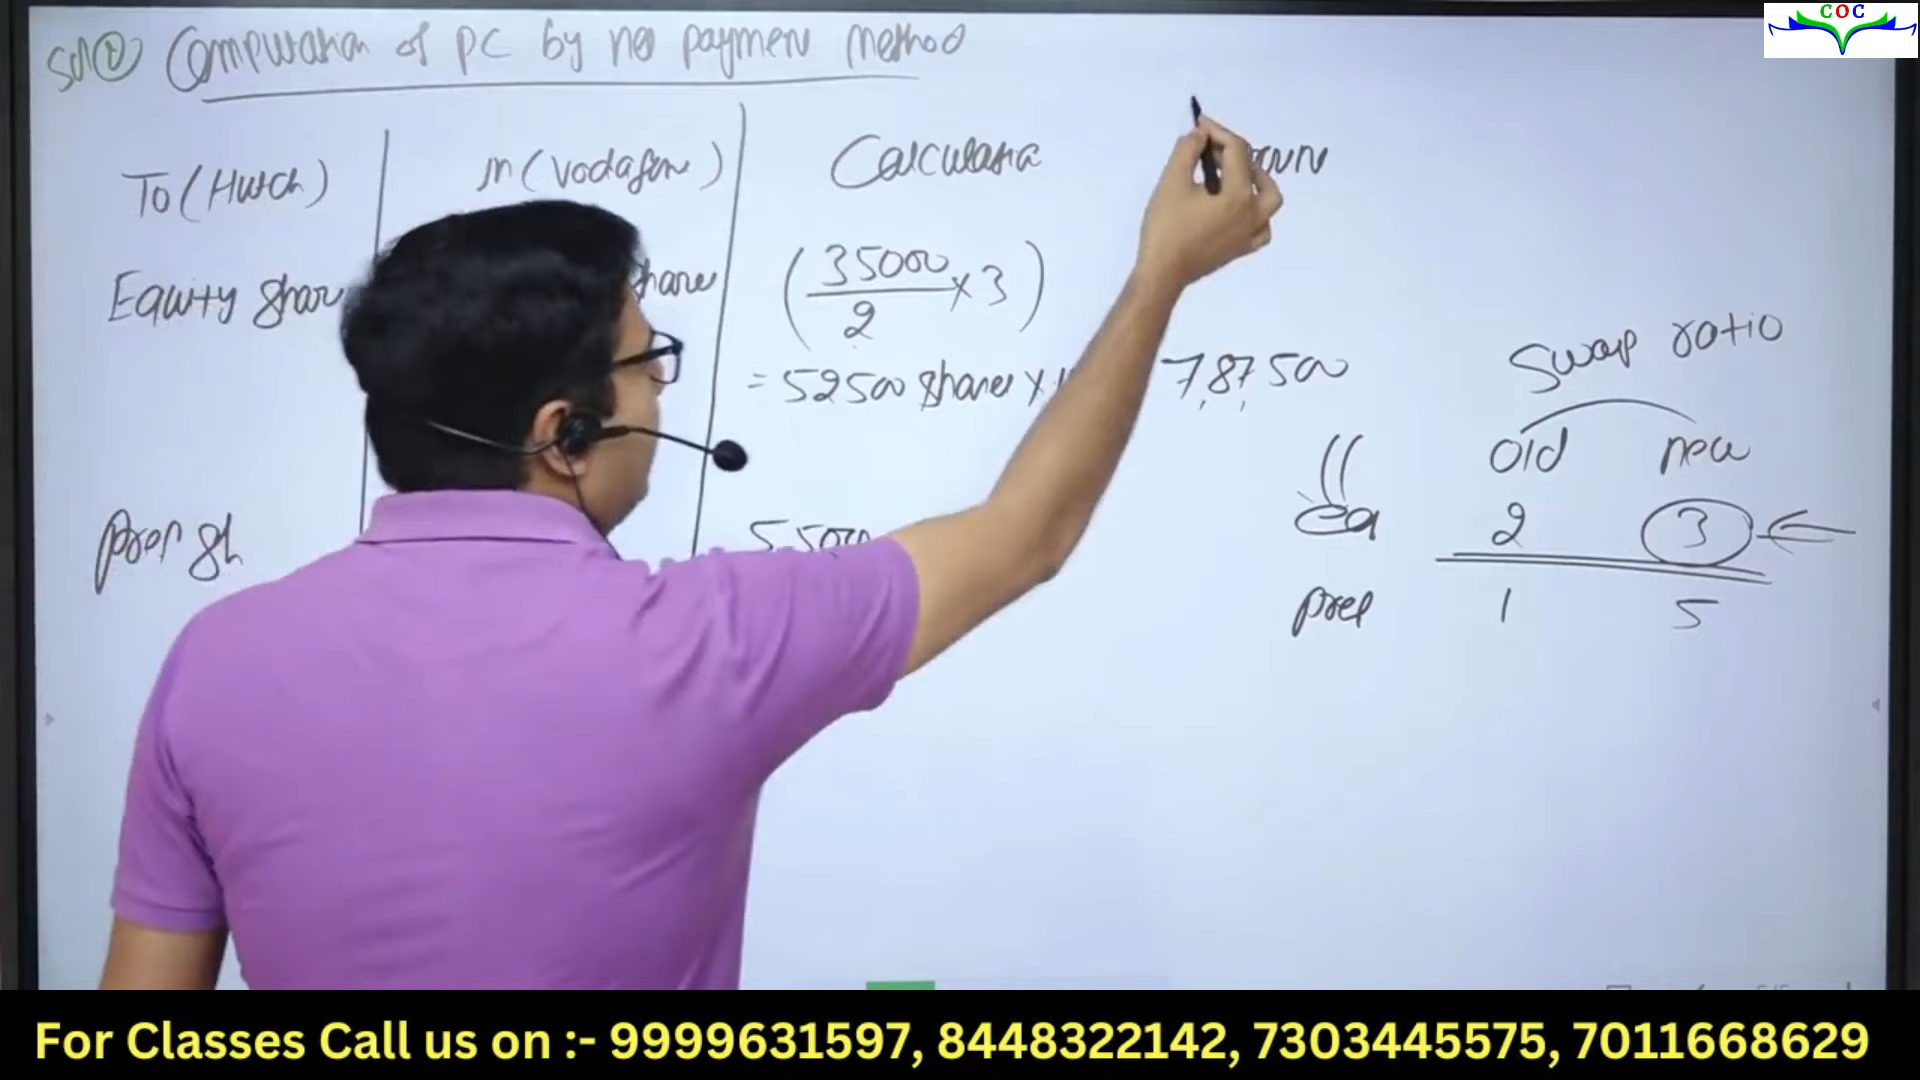 COC
Sol② Computation of PC by net payment method
To (Hutch) In (Vodafone) Calculation
Equity share share (35000/2 × 3)
= 52500 share × 7,87,500
Swap ratio
old new
eq 2 3
Pref sh 5,5000
pref 1 5
For Classes Call us on :- 9999631597, 8448322142, 7303445575, 7011668629